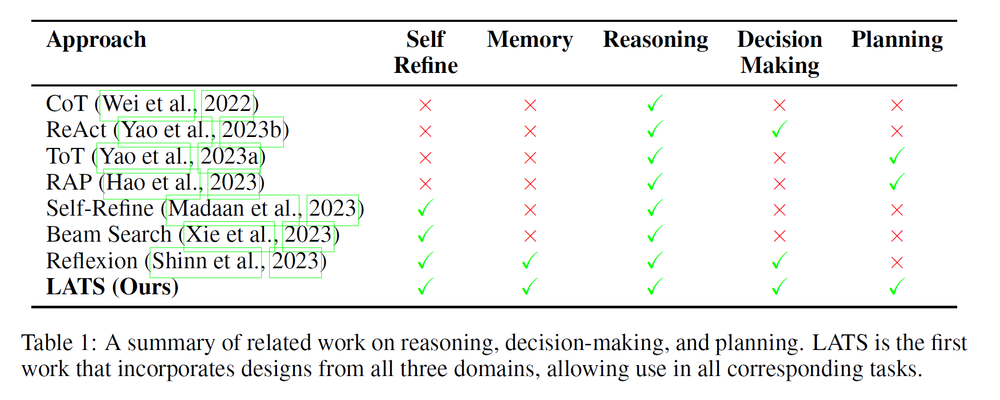 Approach Self Memory Reasoning Decision Planning
Refine Making
CoT (Wei et al., 2022) × × ✓ × ×
ReAct (Yao et al., 2023b) × × ✓ ✓ ×
ToT (Yao et al., 2023a) × × ✓ × ✓
RAP (Hao et al., 2023) × × ✓ × ✓
Self-Refine (Madaan et al., 2023) ✓ × ✓ × ×
Beam Search (Xie et al., 2023) ✓ × ✓ × ×
Reflexion (Shinn et al., 2023) ✓ ✓ ✓ ✓ ×
LATS (Ours) ✓ ✓ ✓ ✓ ✓
Table 1: A summary of related work on reasoning, decision-making, and planning. LATS is the first
work that incorporates designs from all three domains, allowing use in all corresponding tasks.